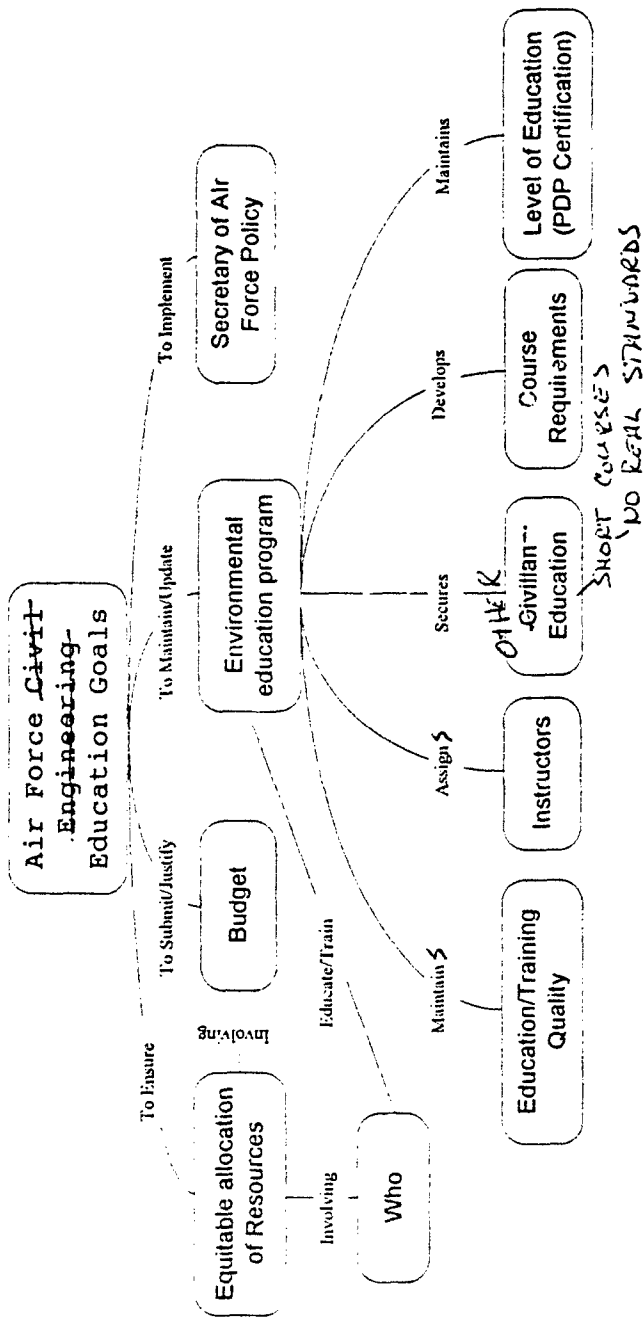 Air Force Civil
Engineering
Education Goals
To Ensure
To Submit/Justify
To Maintain/Update
To Implement
Equitable allocation
of Resources
Involving
Budget
Environmental
education program
Secretary of Air
Force Policy
Involving
Who
Educate/Train
MaintainS
AssignS
Secures
Develops
Maintains
Education/Training
Quality
Instructors
OTHER
Civilian
Education
Course
Requirements
Level of Education
(PDP Certification)
SHORT COURSES
NO REAL STANDARDS